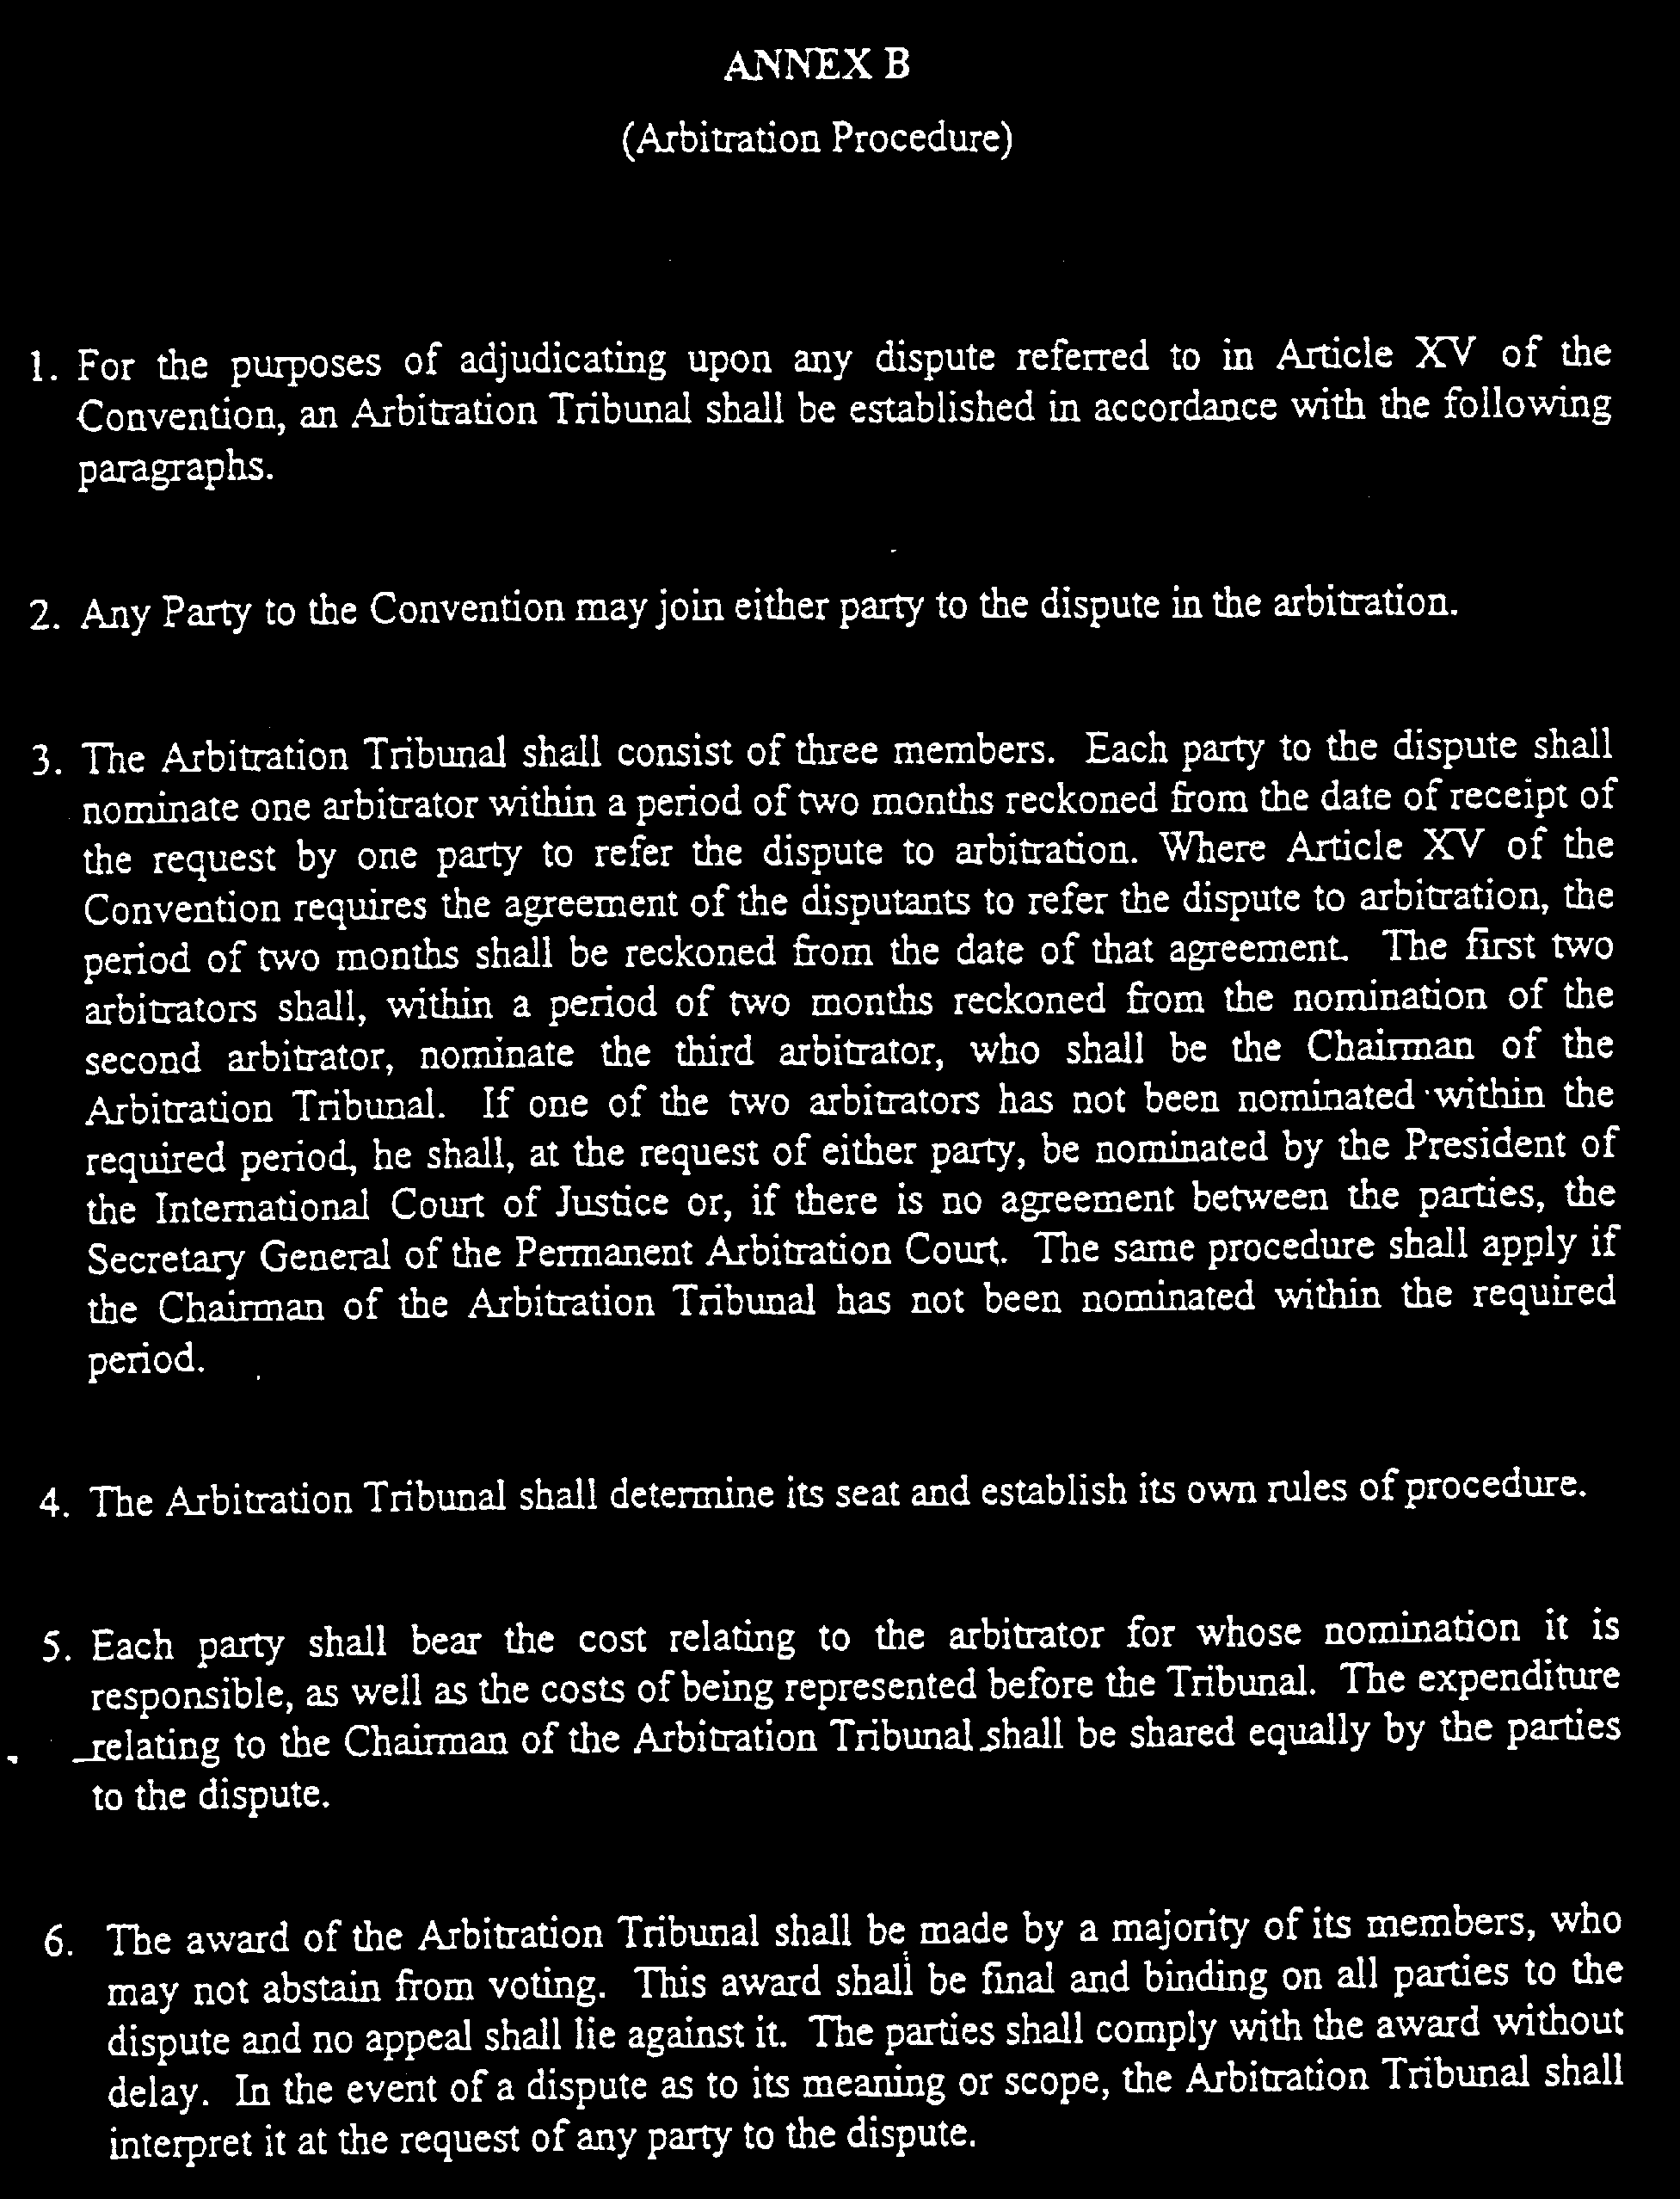 ANNEX B
(Arbitration Procedure)
1. For the purposes of adjudicating upon any dispute referred to in Article XV of the
Convention, an Arbitration Tribunal shall be established in accordance with the following
paragraphs.
2. Any Party to the Convention may join either party to the dispute in the arbitration.
3. The Arbitration Tribunal shall consist of three members. Each party to the dispute shall
nominate one arbitrator within a period of two months reckoned from the date of receipt of
the request by one party to refer the dispute to arbitration. Where Article XV of the
Convention requires the agreement of the disputants to refer the dispute to arbitration, the
period of two months shall be reckoned from the date of that agreement. The first two
arbitrators shall, within a period of two months reckoned from the nomination of the
second arbitrator, nominate the third arbitrator, who shall be the Chairman of the
Arbitration Tribunal. If one of the two arbitrators has not been nominated within the
required period, he shall, at the request of either party, be nominated by the President of
the International Court of Justice or, if there is no agreement between the parties, the
Secretary General of the Permanent Arbitration Court. The same procedure shall apply if
the Chairman of the Arbitration Tribunal has not been nominated within the required
period.
4. The Arbitration Tribunal shall determine its seat and establish its own rules of procedure.
5. Each party shall bear the cost relating to the arbitrator for whose nomination it is
responsible, as well as the costs of being represented before the Tribunal. The expenditure
relating to the Chairman of the Arbitration Tribunal shall be shared equally by the parties
to the dispute.
6. The award of the Arbitration Tribunal shall be made by a majority of its members, who
may not abstain from voting. This award shall be final and binding on all parties to the
dispute and no appeal shall lie against it. The parties shall comply with the award without
delay. In the event of a dispute as to its meaning or scope, the Arbitration Tribunal shall
interpret it at the request of any party to the dispute.